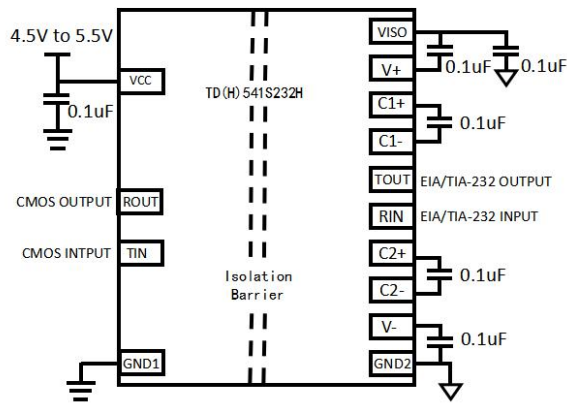 4.5V to 5.5V
VCC
0.1uF
TD(H)541S232H
CMOS OUTPUT
ROUT
CMOS INTPUT
TIN
Isolation
Barrier
GND1
VISO
V+
0.1uF
0.1uF
C1+
C1-
0.1uF
TOUT
EIA/TIA-232 OUTPUT
RIN
EIA/TIA-232 INPUT
C2+
C2-
0.1uF
V-
0.1uF
GND2